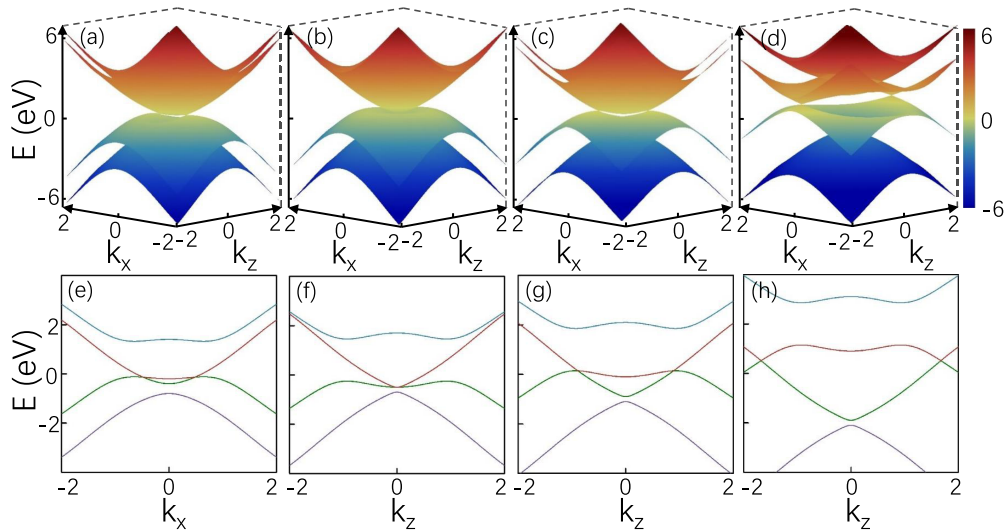 (a) (b) (c) (d)
E (eV)
6
0
-6
2 0 -2 -2 0 2 2 0 -2 -2 0 2 2 0 -2 -2 0 2 2 0 -2 -2 0 2
kx kz kx kz kx kz kx kz
6
0
-6
(e) (f) (g) (h)
E (eV)
2
0
-2
-2 0 2 -2 0 2 -2 0 2 -2 0 2
kx kz kz kz